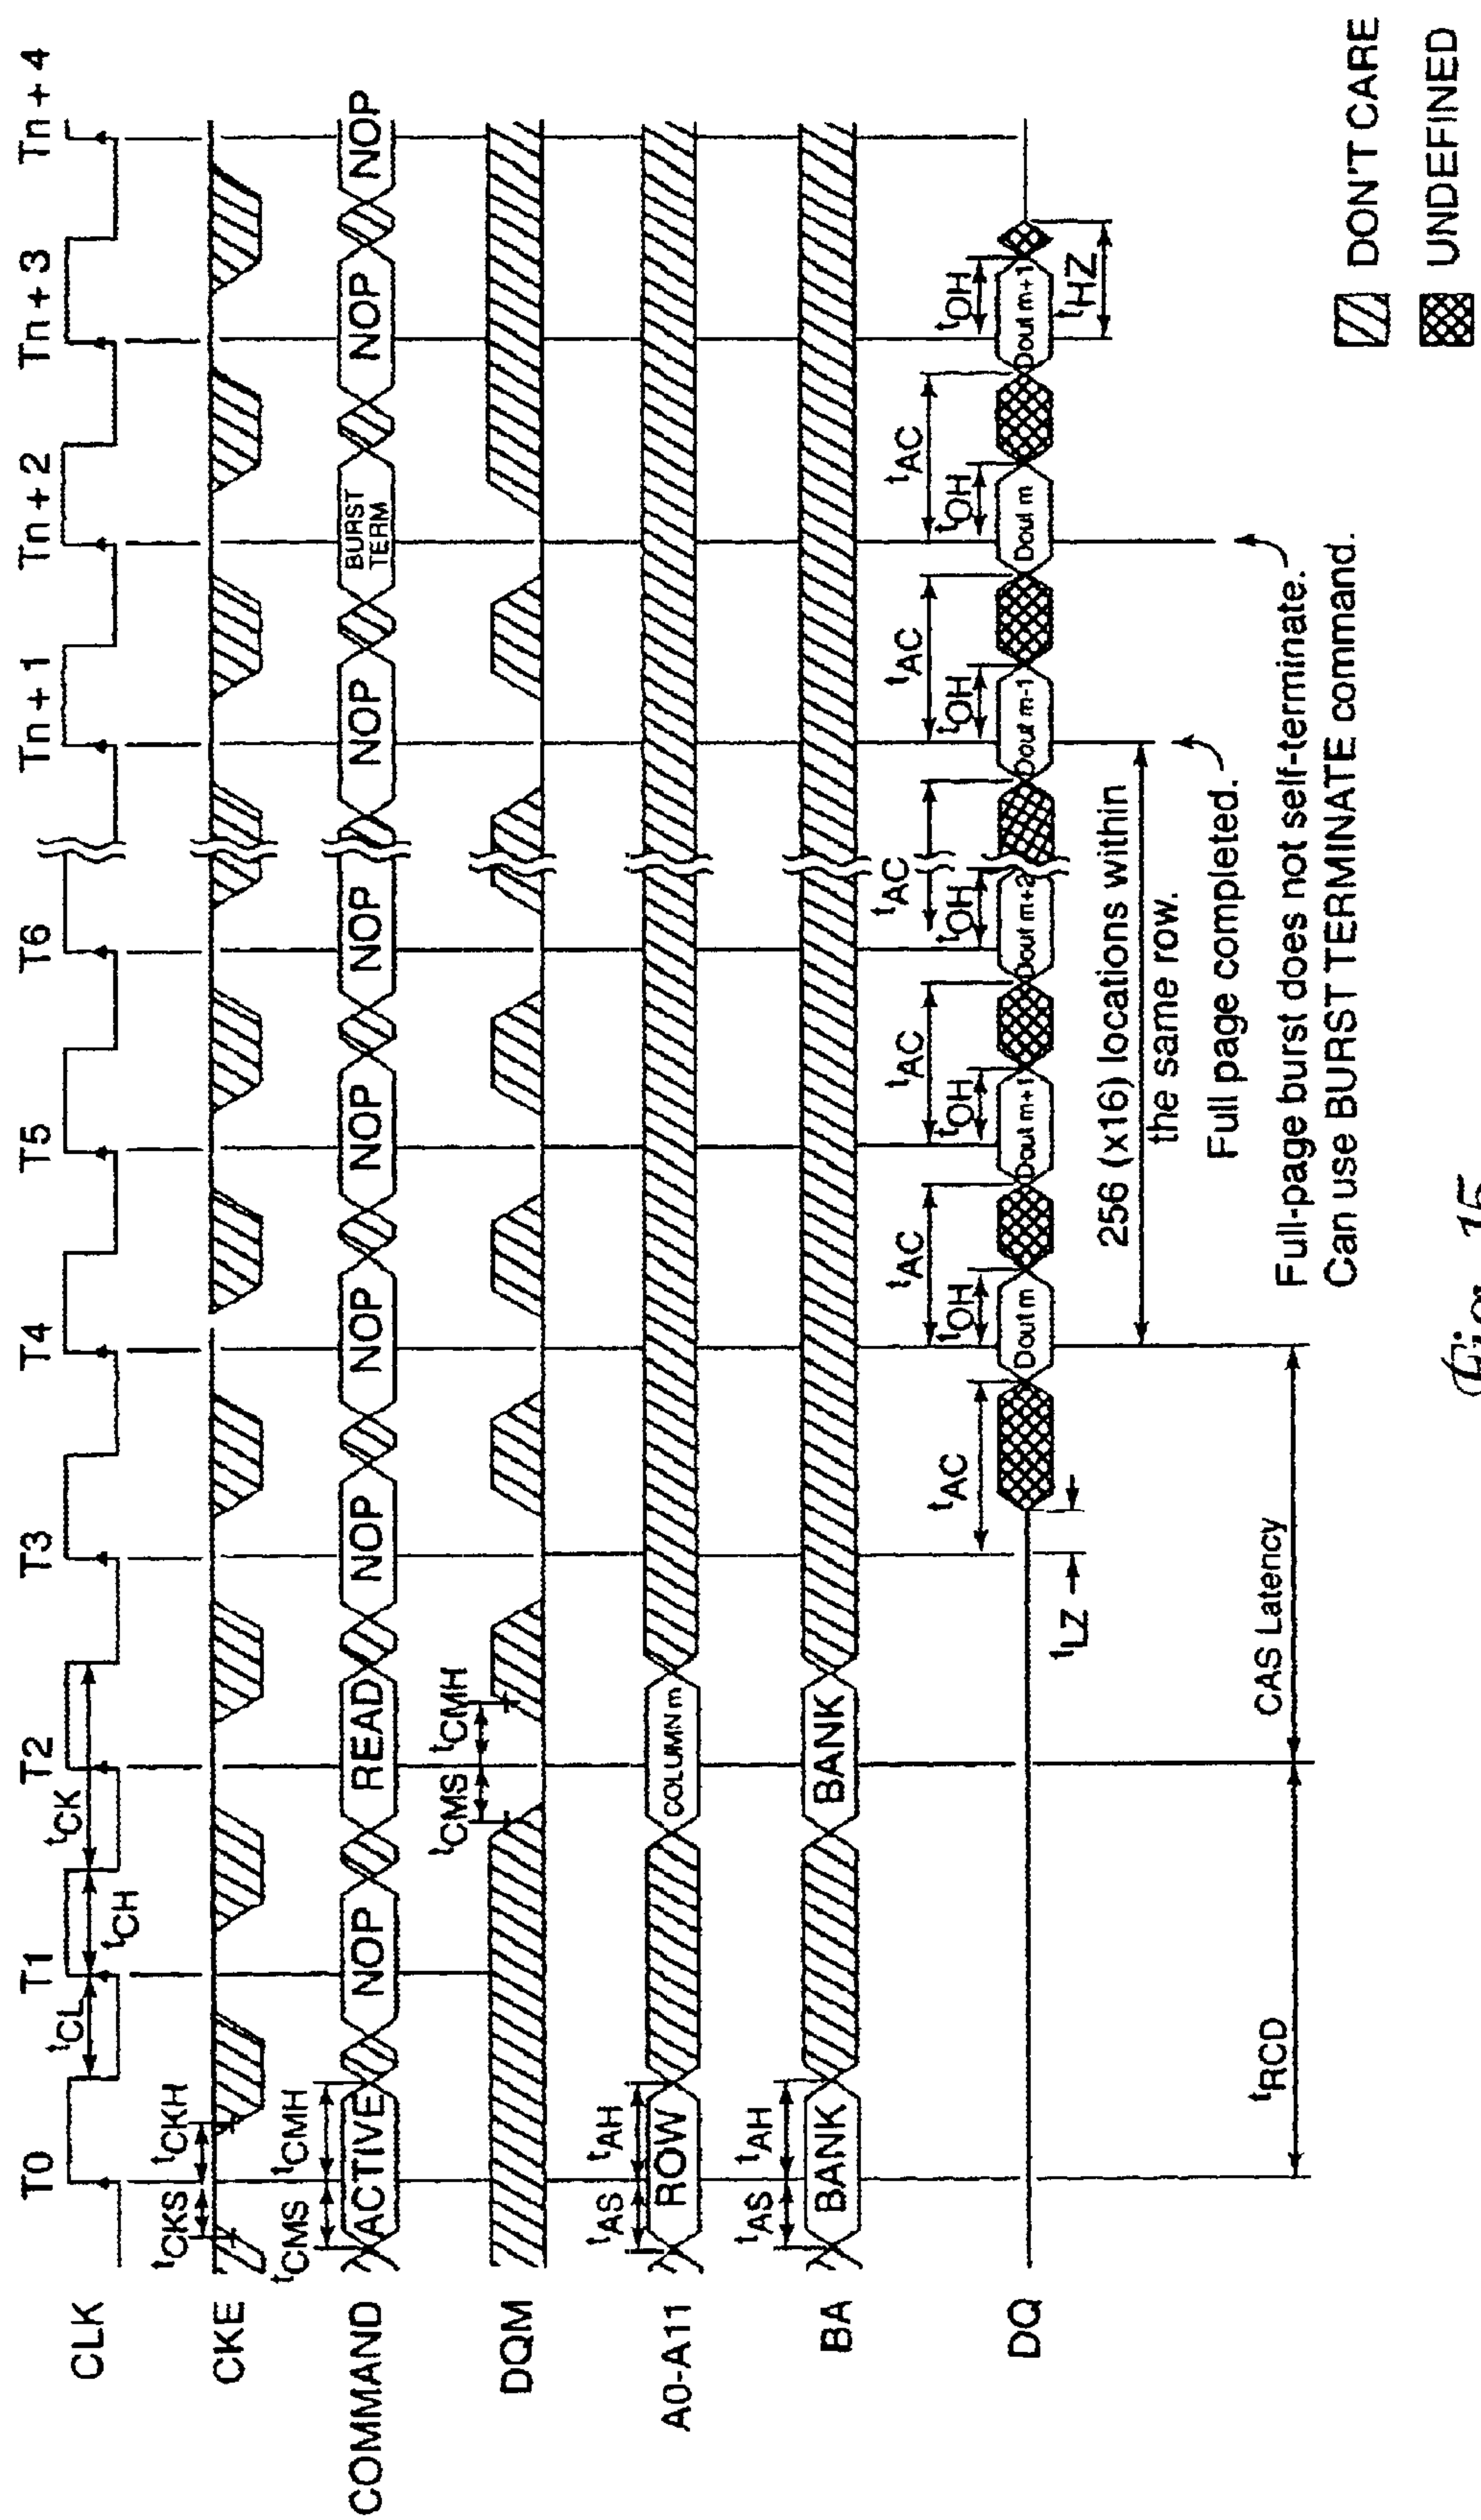 T0 T1 T2 T3 T4 T5 T6 Tn + 1 Tn + 2 Tn + 3 Tn + 4
CLK
tCL tCH tCK
CKE
tCKS tCKH
COMMAND
tCMS tCMH
ACTIVE NOP READ NOP NOP NOP NOP NOP BURST TERM NOP NOP
DQM
tCMS tCMH
A0-A11
tAS tAH
ROW COLUMN m
BA
tAS tAH
BANK BANK
tAC tAC tAC tAC tAC tAC
tOH tOH tOH tOH tOH tOH
DQ
Dout m Dout m+1 Dout m+2 Dout m-1 Dout m Dout m+1
tLZ tHZ
256 (x16) locations within
the same row.
Full page completed.
tRCD CAS Latency
Full-page burst does not self-terminate.
Can use BURST TERMINATE command.
DON'T CARE
UNDEFINED
Fig. 15